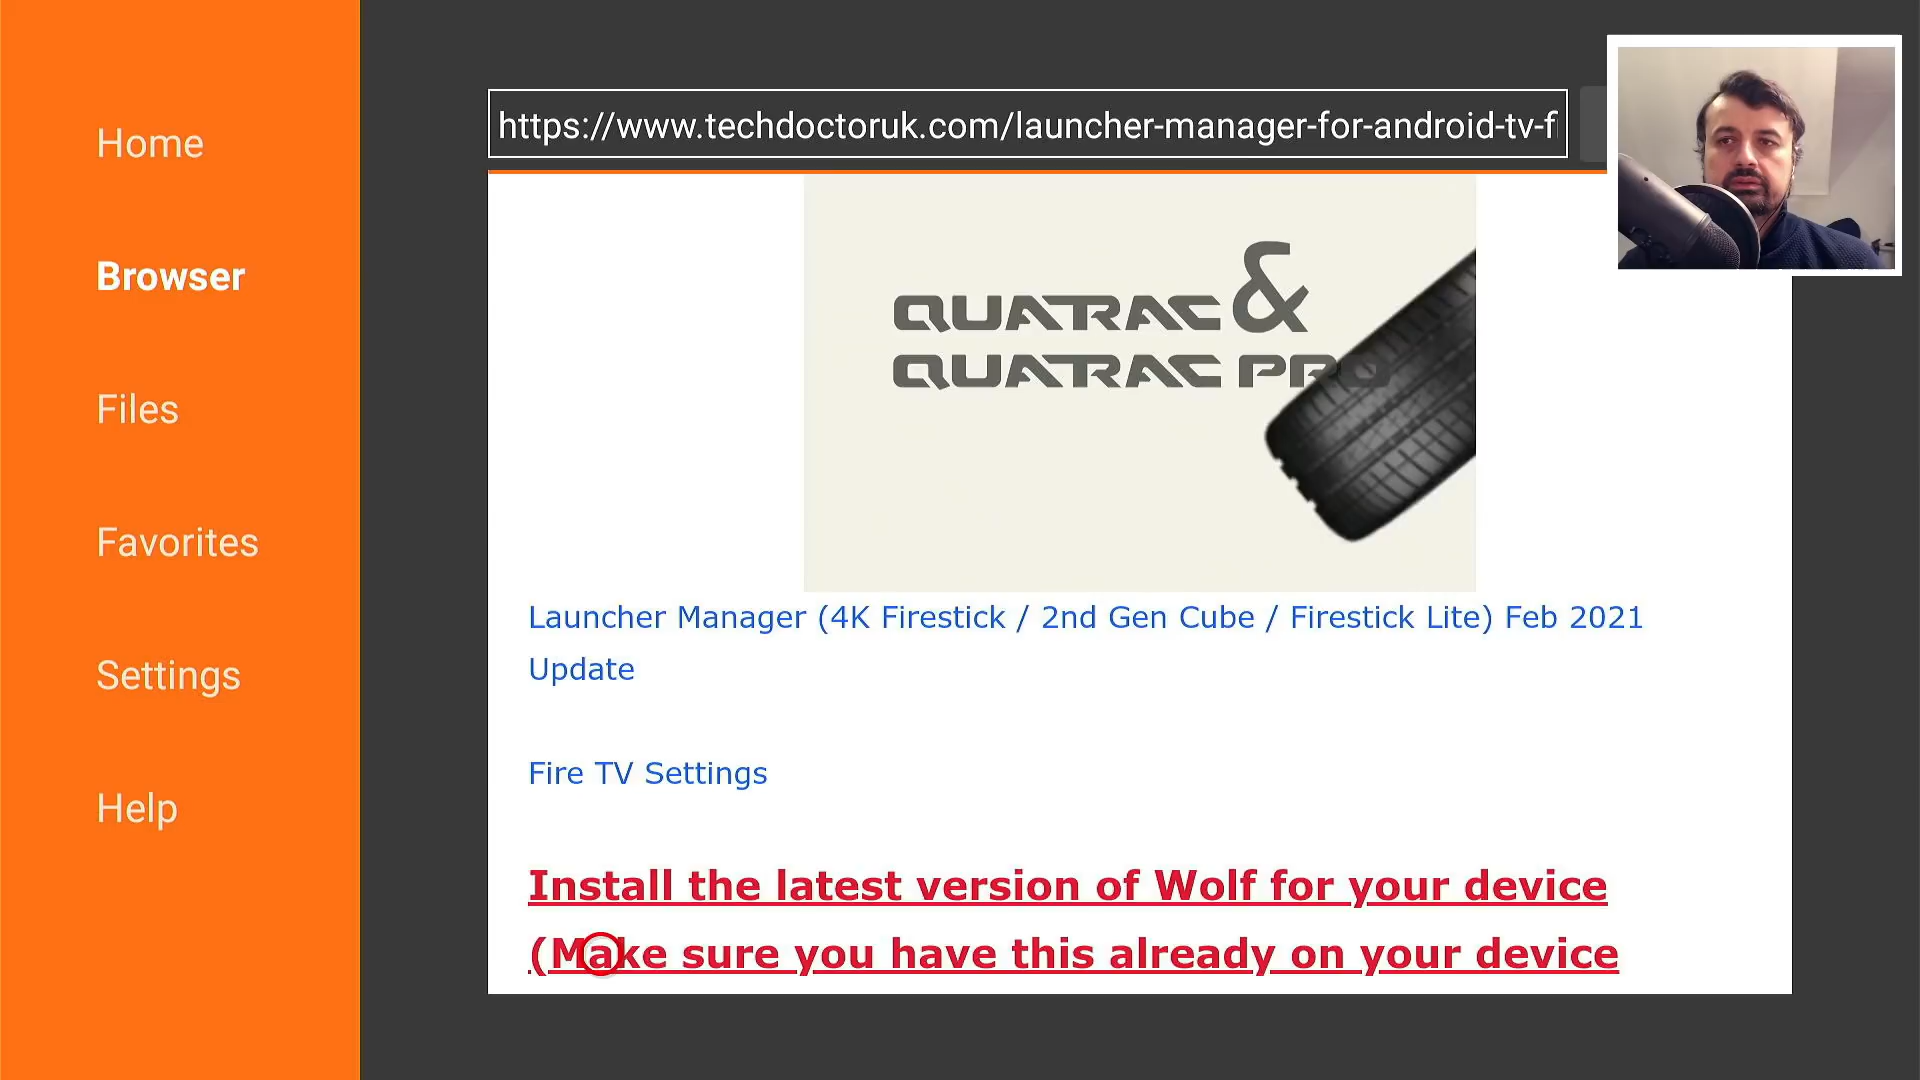 Home
Browser
Files
Favorites
Settings
Help
https://www.techdoctoruk.com/launcher-manager-for-android-tv-f
QUATRAC &
QUATRAC PRO
Launcher Manager (4K Firestick / 2nd Gen Cube / Firestick Lite) Feb 2021
Update
Fire TV Settings
Install the latest version of Wolf for your device
(Make sure you have this already on your device